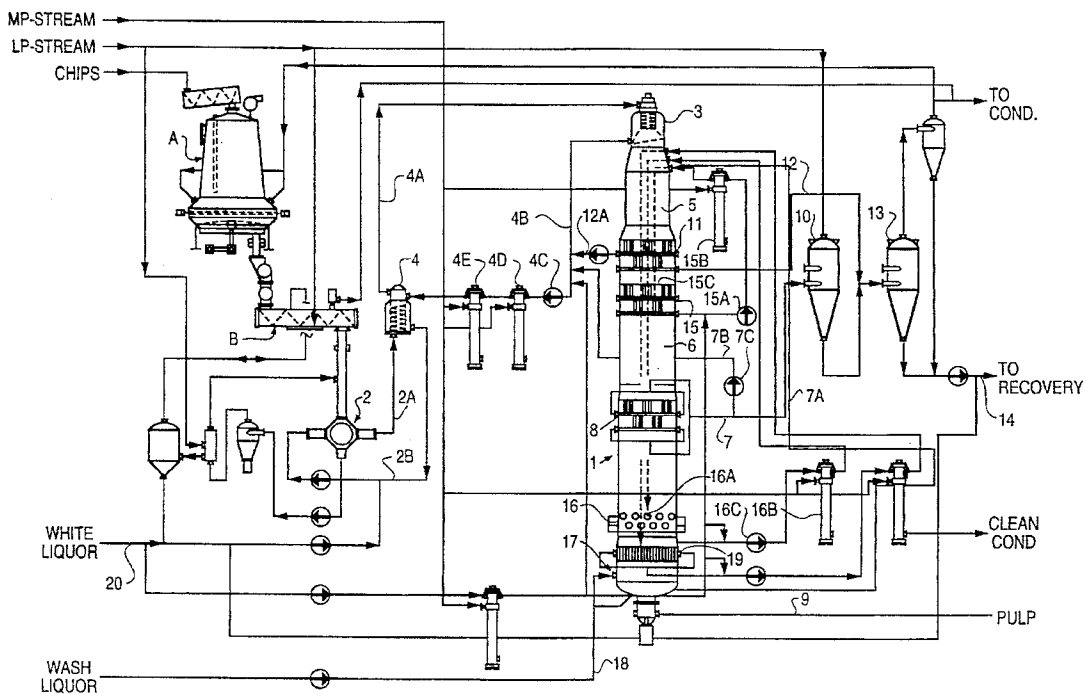 MP-STREAM
LP-STREAM
CHIPS
TO
COND.
A
3
12
4A
5
10
13
4B
12A
11
15B
4
4E
4D
4C
15C
15A
15
B
6
7B
7C
TO
RECOVERY
7A
14
2
2A
8
7
1
2B
16A
16
16C
16B
WHITE
LIQUOR
CLEAN
COND
17
19
20
9
PULP
18
WASH
LIQUOR